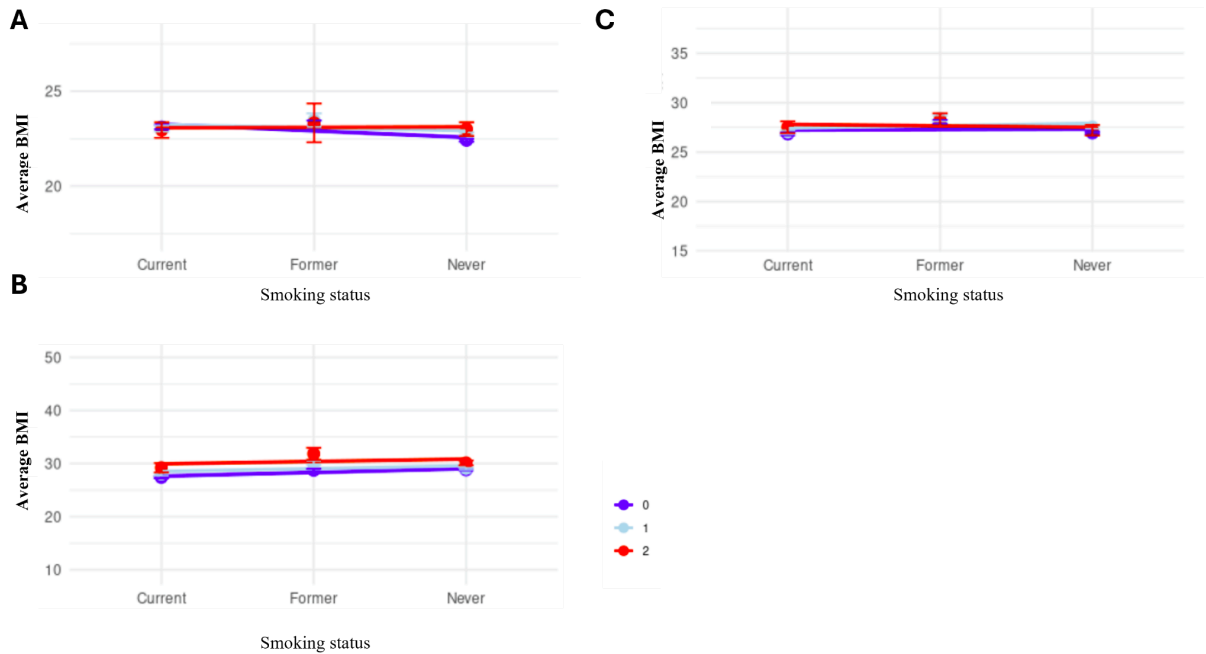 A
Average BMI
25
20
Current Former Never
Smoking status
C
Average BMI
35
30
25
20
15
Current Former Never
Smoking status
B
Average BMI
50
40
30
20
10
Current Former Never
Smoking status
0
1
2